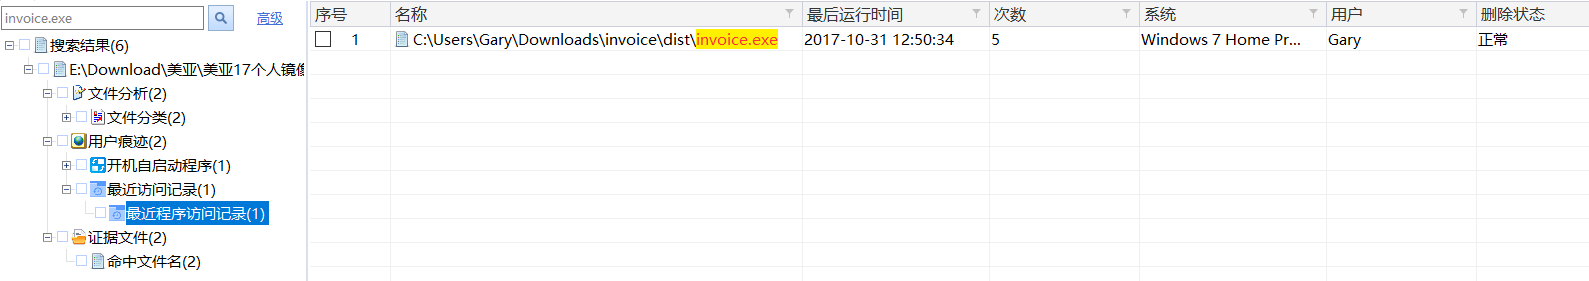 invoice.exe
高级
搜索结果(6)
E:\Download\美亚\美亚17个人镜像
文件分析(2)
文件分类(2)
用户痕迹(2)
开机自启动程序(1)
最近访问记录(1)
最近程序访问记录(1)
证据文件(2)
命中文件名(2)
序号 名称 最后运行时间 次数 系统 用户 删除状态
1 C:\Users\Gary\Downloads\invoice\dist\invoice.exe 2017-10-31 12:50:34 5 Windows 7 Home Pr... Gary 正常